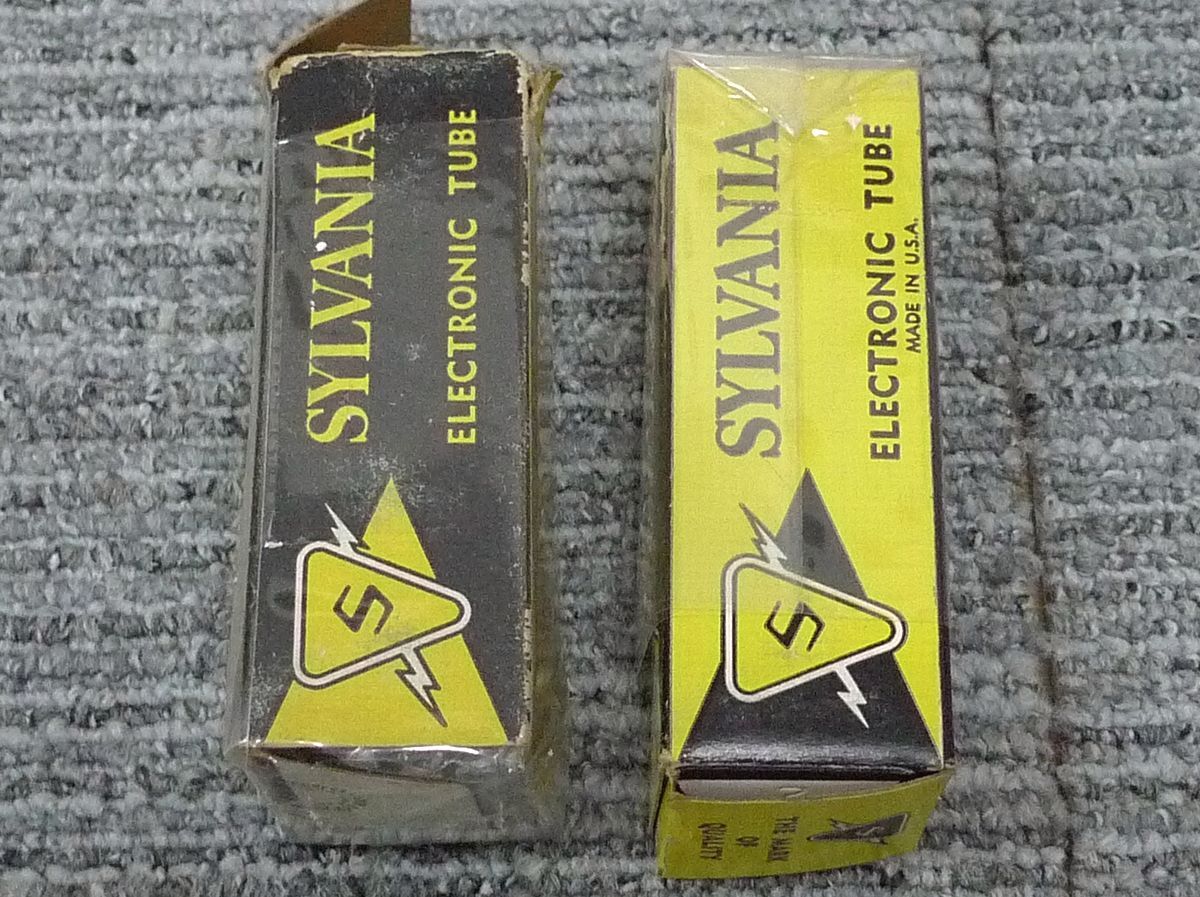 SYLVANIA
ELECTRONIC TUBE
S
SYLVANIA
ELECTRONIC TUBE
MADE IN U.S.A.
S
THE MARK
OF
QUALITY
S